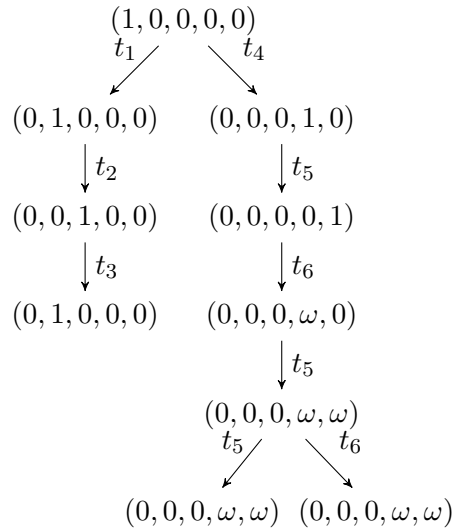 (1, 0, 0, 0, 0)
t₁ t₄
(0, 1, 0, 0, 0) (0, 0, 0, 1, 0)
t₂ t₅
(0, 0, 1, 0, 0) (0, 0, 0, 0, 1)
t₃ t₆
(0, 1, 0, 0, 0) (0, 0, 0, ω, 0)
t₅
(0, 0, 0, ω, ω)
t₅ t₆
(0, 0, 0, ω, ω) (0, 0, 0, ω, ω)